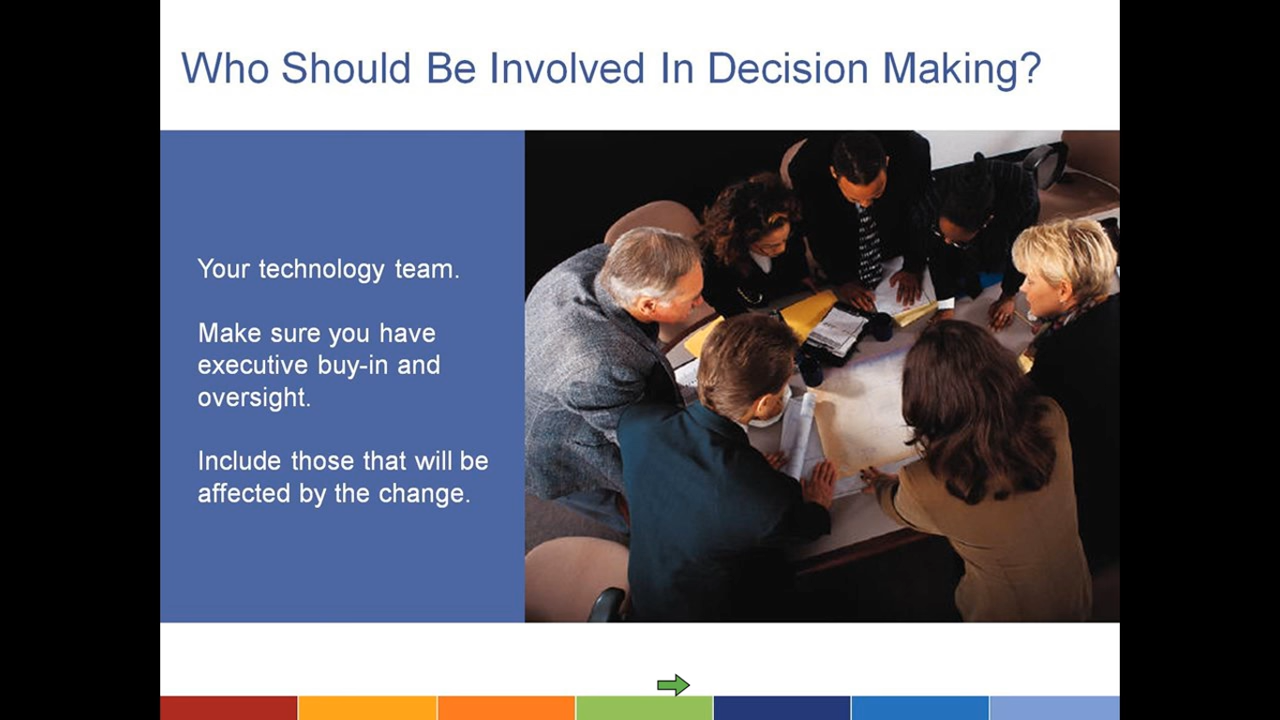 Who Should Be Involved In Decision Making?
Your technology team.
Make sure you have
executive buy-in and
oversight.
Include those that will be
affected by the change.